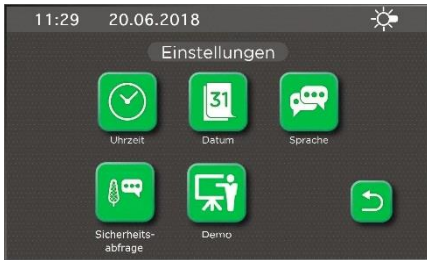 11:29 20.06.2018
Einstellungen
31
Uhrzeit Datum Sprache
Sicherheits-
abfrage
Demo